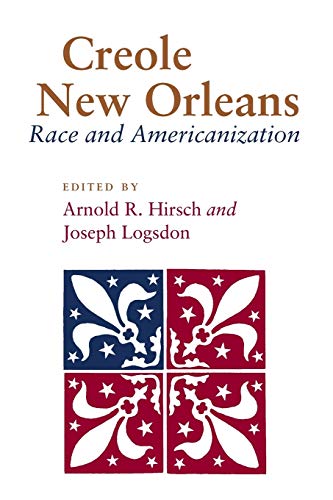 Creole
New Orleans
Race and Americanization
EDITED BY
Arnold R. Hirsch and
Joseph Logsdon